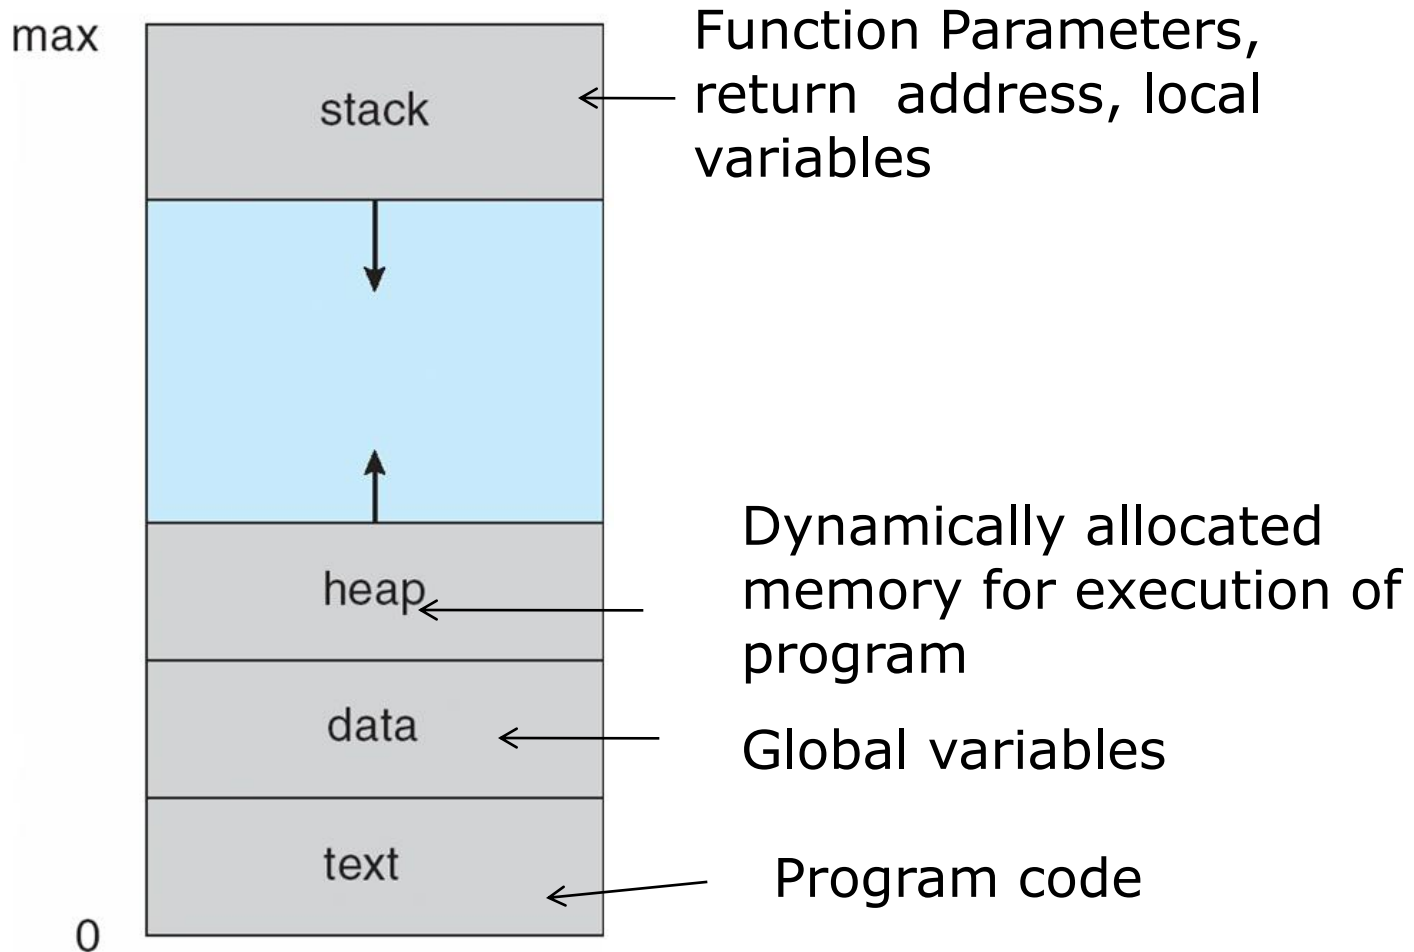 max
stack
Function Parameters,
return address, local
variables
heap
Dynamically allocated
memory for execution of
program
data
Global variables
text
Program code
0